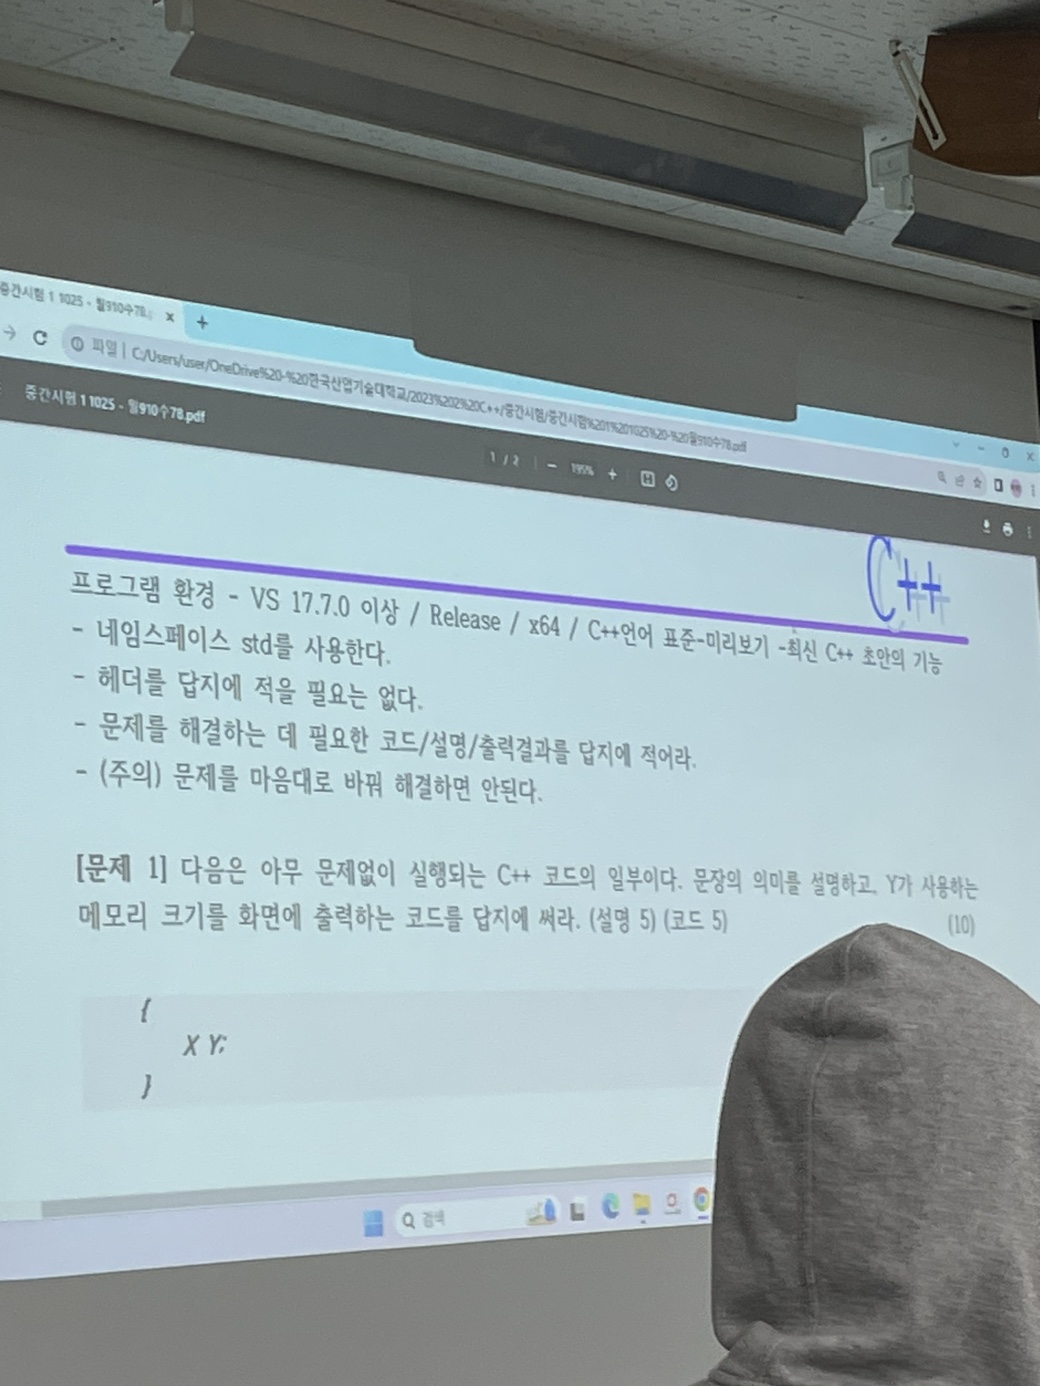 중간시험 1 1025 - 월910수78.
파일 | C:/Users/user/OneDrive%20-%20한국산업기술대학교/2023%202%20C++/중간시험/중간시험%201%201025%20-%20월910수78.pdf
중간시험 1 1025 - 월910수78.pdf
1 / 2 195%
C++
프로그램 환경 - VS 17.7.0 이상 / Release / x64 / C++언어 표준-미리보기 -최신 C++ 초안의 기능
- 네임스페이스 std를 사용한다.
- 헤더를 답지에 적을 필요는 없다.
- 문제를 해결하는 데 필요한 코드/설명/출력결과를 답지에 적어라.
- (주의) 문제를 마음대로 바꿔 해결하면 안된다.
[문제 1] 다음은 아무 문제없이 실행되는 C++ 코드의 일부이다. 문장의 의미를 설명하고, Y가 사용하는
메모리 크기를 화면에 출력하는 코드를 답지에 써라. (설명 5) (코드 5) (10)
{
X Y;
}
검색